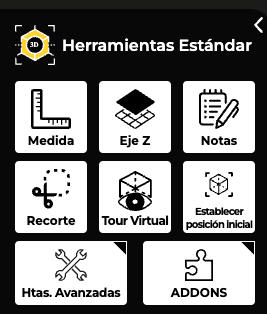 3D
Herramientas Estándar
Medida
Eje Z
Notas
Recorte
Tour Virtual
Establecer
posición inicial
Htas. Avanzadas
ADDONS